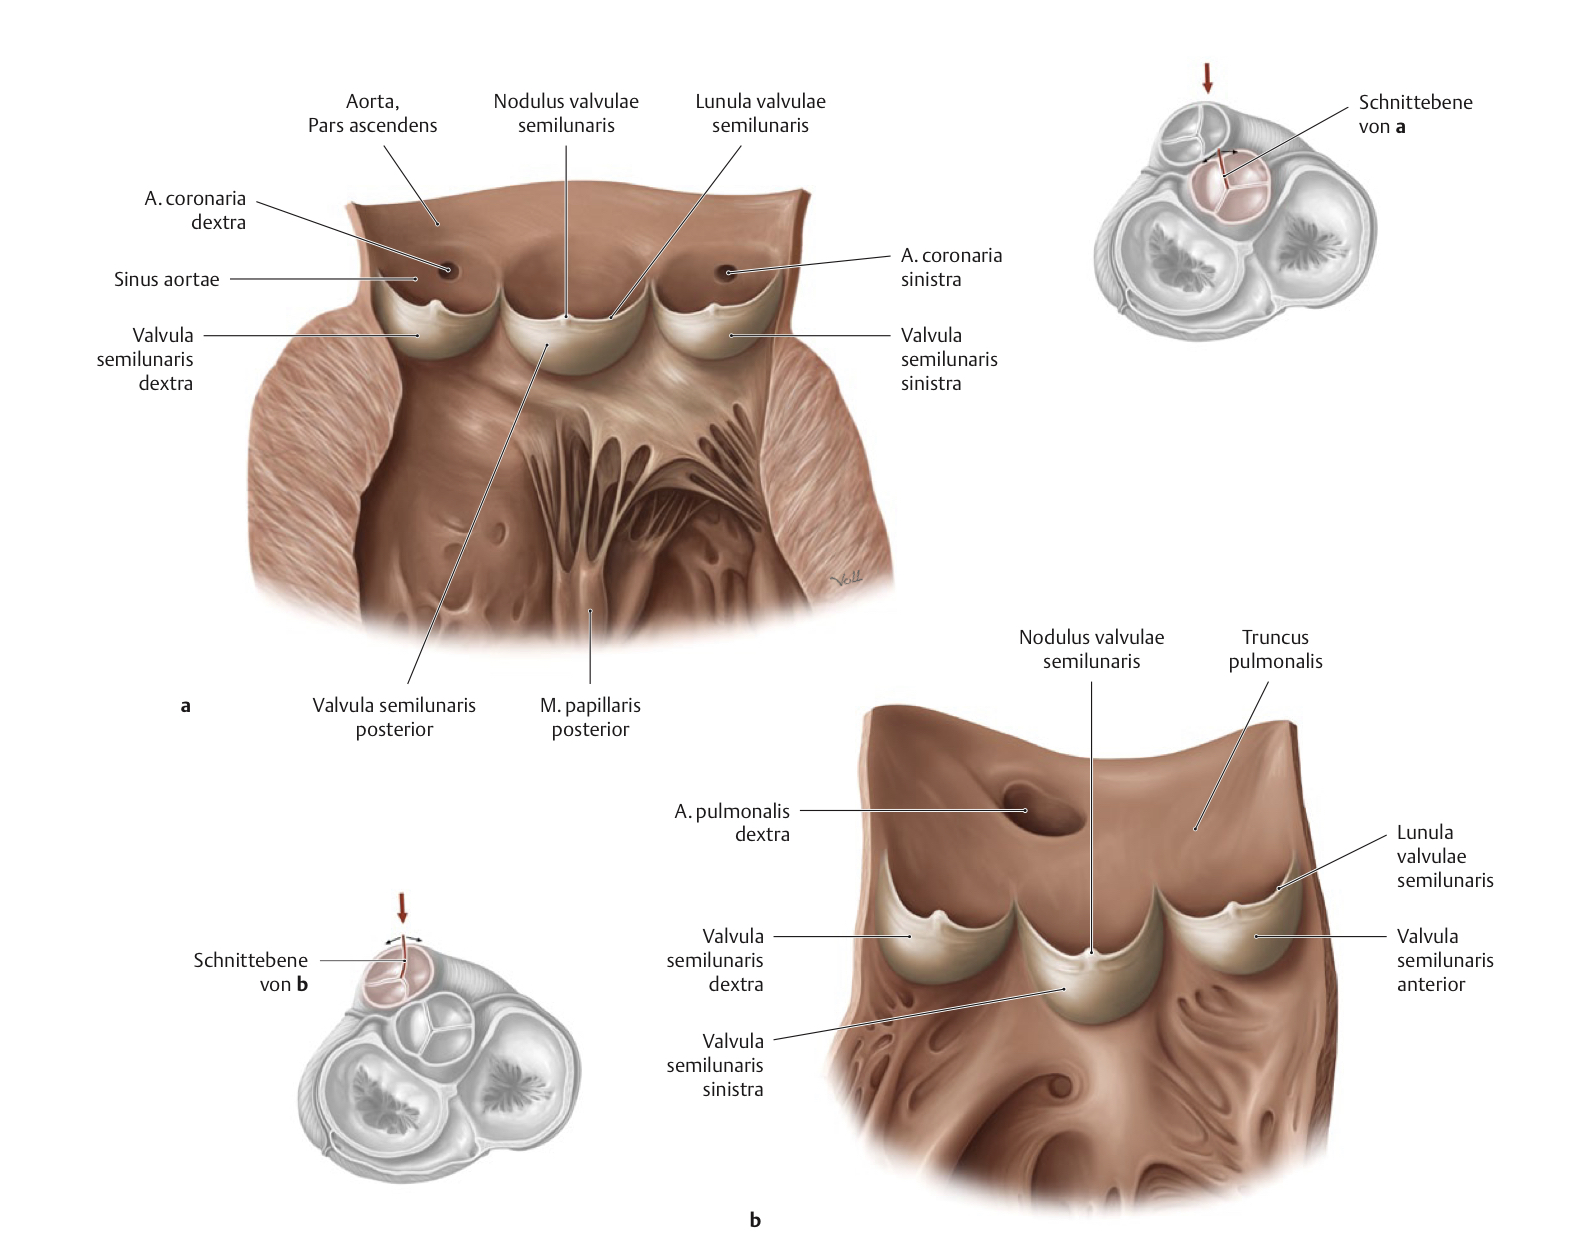 Aorta,
Pars ascendens
Nodulus valvulae
semilunaris
Lunula valvulae
semilunaris
Schnittebene
von a
A. coronaria
dextra
Sinus aortae
A. coronaria
sinistra
Valvula
semilunaris
dextra
Valvula
semilunaris
sinistra
a
Valvula semilunaris
posterior
M. papillaris
posterior
Nodulus valvulae
semilunaris
Truncus
pulmonalis
A. pulmonalis
dextra
Lunula
valvulae
semilunaris
Valvula
semilunaris
dextra
Valvula
semilunaris
anterior
Schnittebene
von b
Valvula
semilunaris
sinistra
b